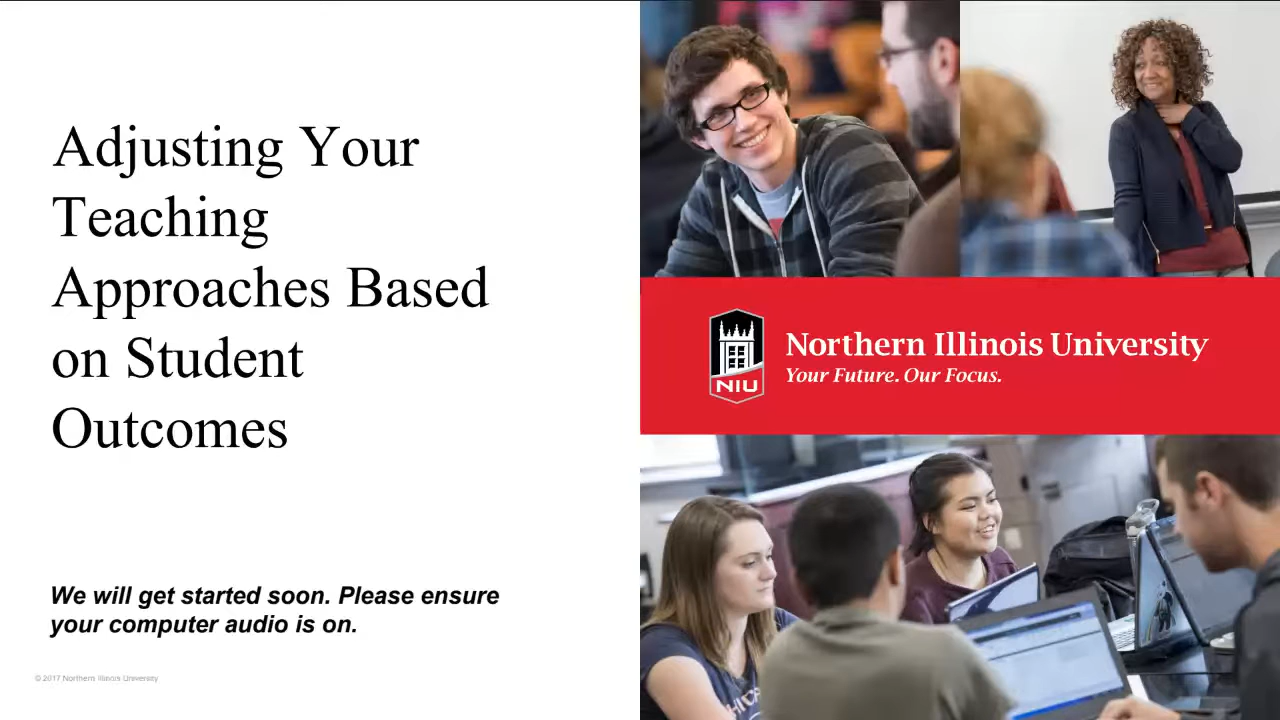 Adjusting Your
Teaching
Approaches Based
on Student
Outcomes
We will get started soon. Please ensure
your computer audio is on.
© 2017 Northern Illinois University
NIU
Northern Illinois University
Your Future. Our Focus.